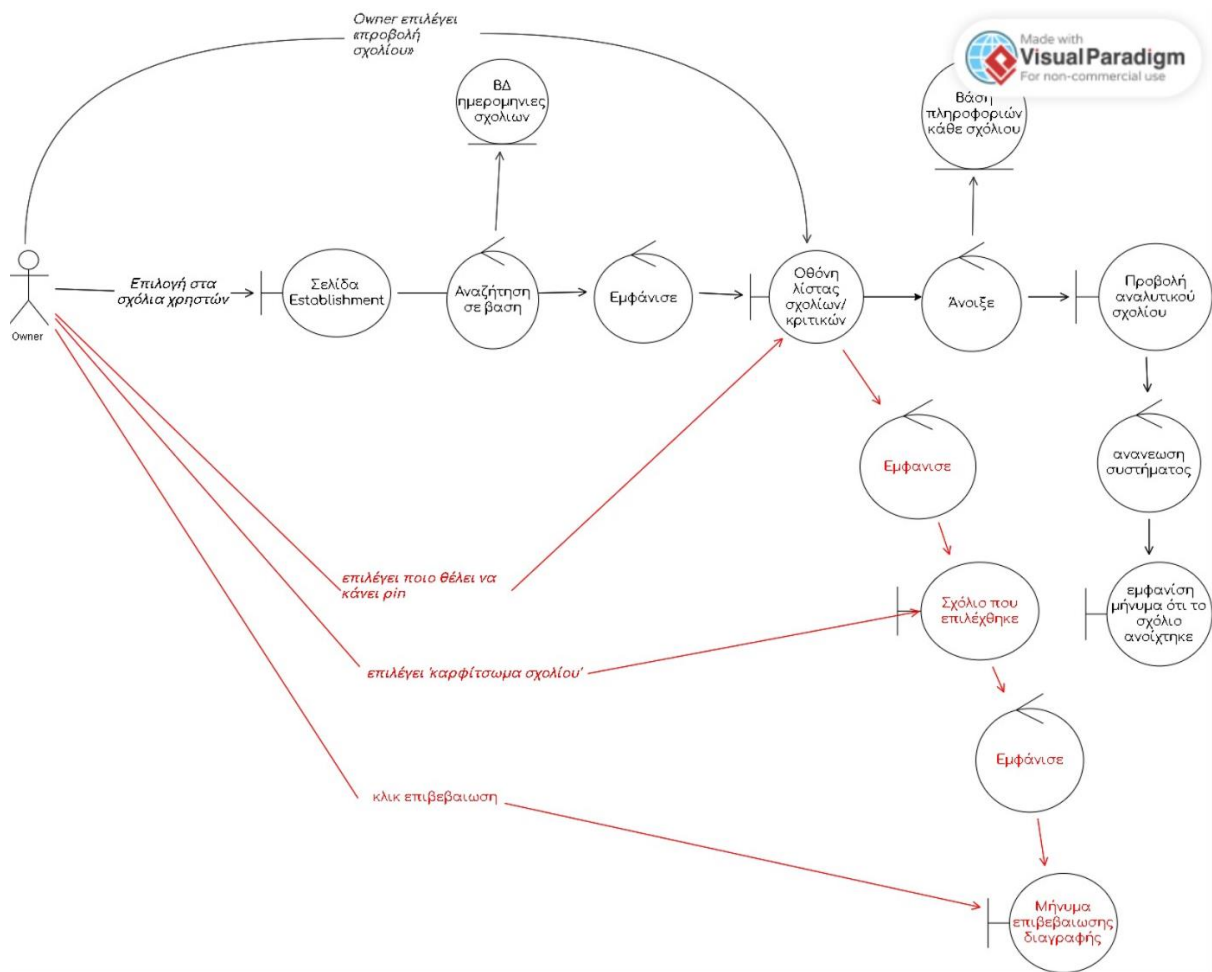 Owner επιλέγει
«προβολή
σχολίου»
Made with
Visual Paradigm
For non-commercial use
ΒΔ
ημερομηνιες
σχολιων
Βάση
πληροφοριών
κάθε σχόλιου
Owner
Επιλογή στα
σχόλια χρηστών
Σελίδα
Establishment
Αναζήτηση
σε βαση
Εμφάνισε
Οθόνη
λίστας
σχολίων/
κριτικών
Άνοιξε
Προβολή
αναλυτικού
σχολίου
Εμφανισε
ανανεωση
συστήματος
επιλέγει ποιο θέλει να
κάνει pin
Σχόλιο που
επιλέχθηκε
εμφανίση
μήνυμα ότι το
σχόλιο
ανοίχτηκε
επιλέγει 'καρφίτσωμα σχολίου'
Εμφάνισε
κλικ επιβεβαιωση
Μήνυμα
επιβεβαιωσης
διαγραφής